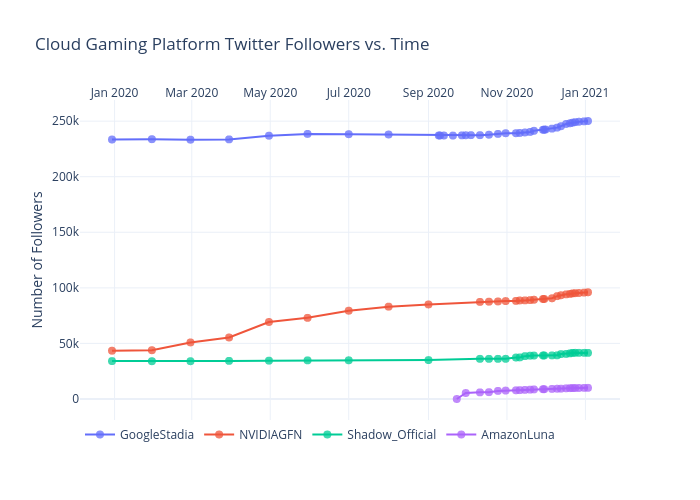 Cloud Gaming Platform Twitter Followers vs. Time
Jan 2020 Mar 2020 May 2020 Jul 2020 Sep 2020 Nov 2020 Jan 2021
250k
200k
150k
100k
50k
0
Number of Followers
GoogleStadia NVIDIAGFN Shadow_Official AmazonLuna